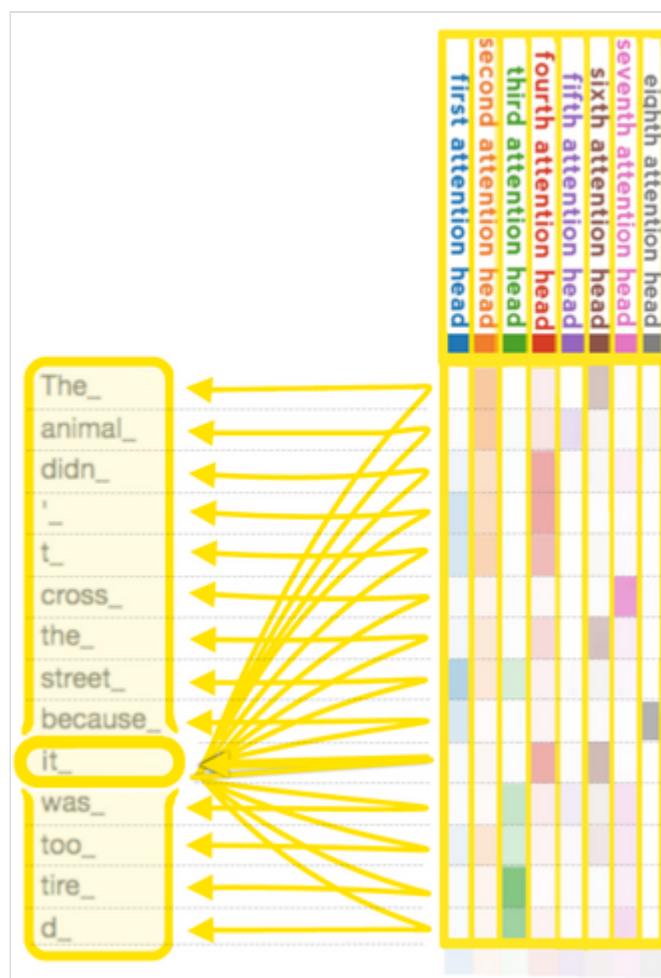 first attention head
second attention head
third attention head
fourth attention head
fifth attention head
sixth attention head
seventh attention head
eighth attention head
The_
animal_
didn_
'_
t_
cross_
the_
street_
because_
it_
was_
too_
tire_
d_